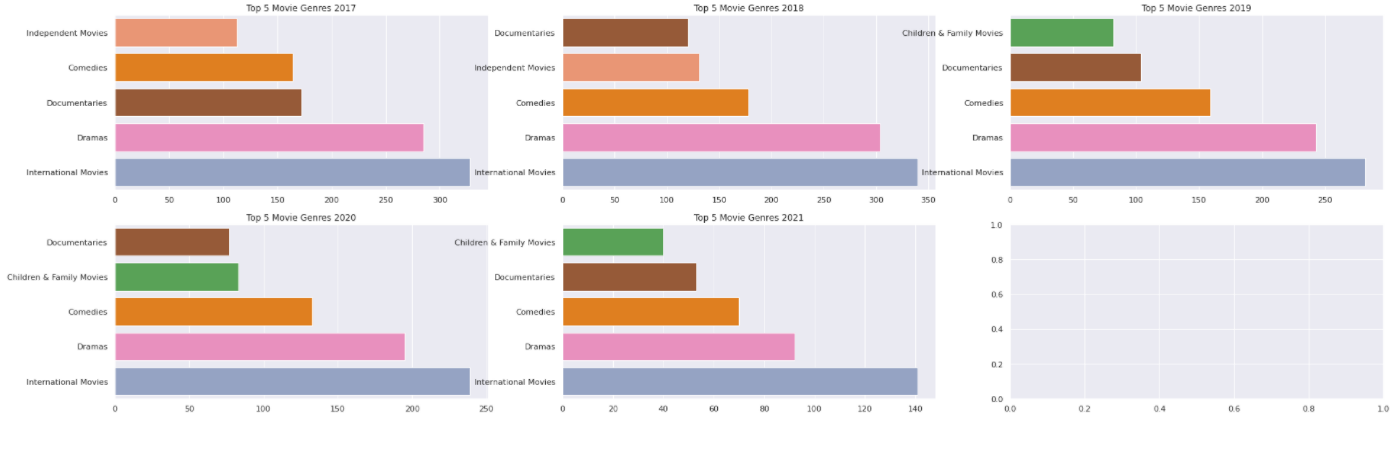 Top 5 Movie Genres 2017
Independent Movies
Comedies
Documentaries
Dramas
International Movies
0 50 100 150 200 250 300
Top 5 Movie Genres 2018
Documentaries
Independent Movies
Comedies
Dramas
International Movies
0 50 100 150 200 250 300 350
Top 5 Movie Genres 2019
Children & Family Movies
Documentaries
Comedies
Dramas
International Movies
0 50 100 150 200 250
Top 5 Movie Genres 2020
Documentaries
Children & Family Movies
Comedies
Dramas
International Movies
0 50 100 150 200 250
Top 5 Movie Genres 2021
Children & Family Movies
Documentaries
Comedies
Dramas
International Movies
0 20 40 60 80 100 120 140
1.0
0.8
0.6
0.4
0.2
0.0
0.0 0.2 0.4 0.6 0.8 1.0